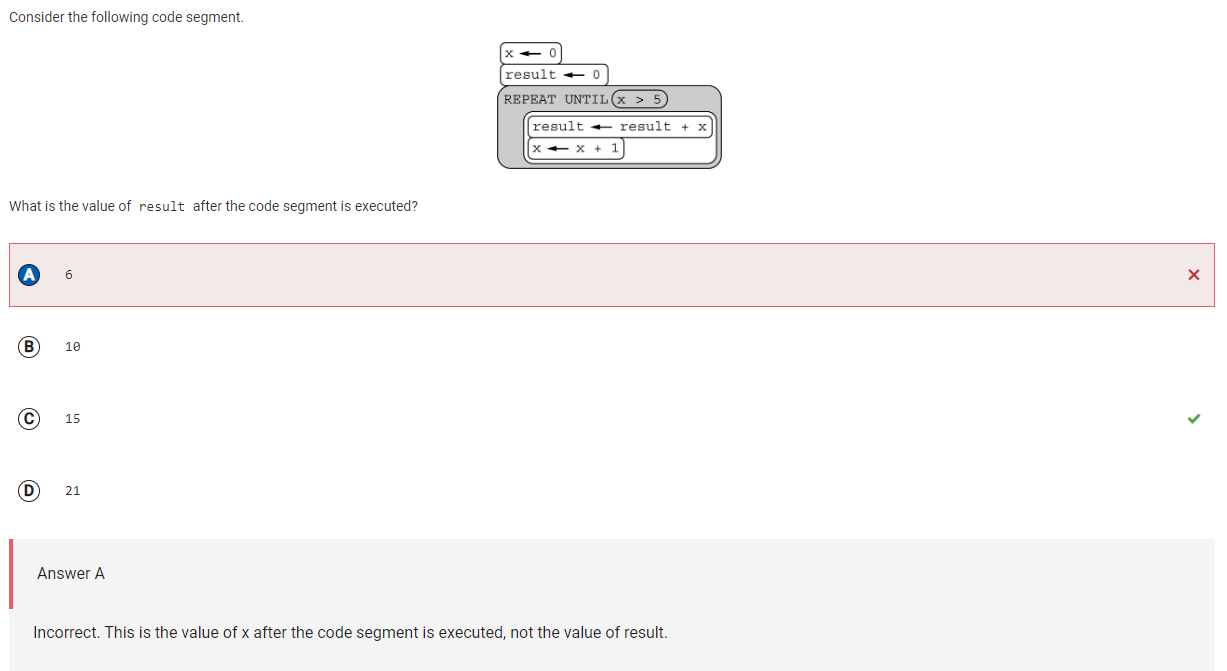 Consider the following code segment.
x ← 0
result ← 0
REPEAT UNTIL x > 5
result ← result + x
x ← x + 1
What is the value of result after the code segment is executed?
A 6
B 10
C 15
D 21
Answer A
Incorrect. This is the value of x after the code segment is executed, not the value of result.